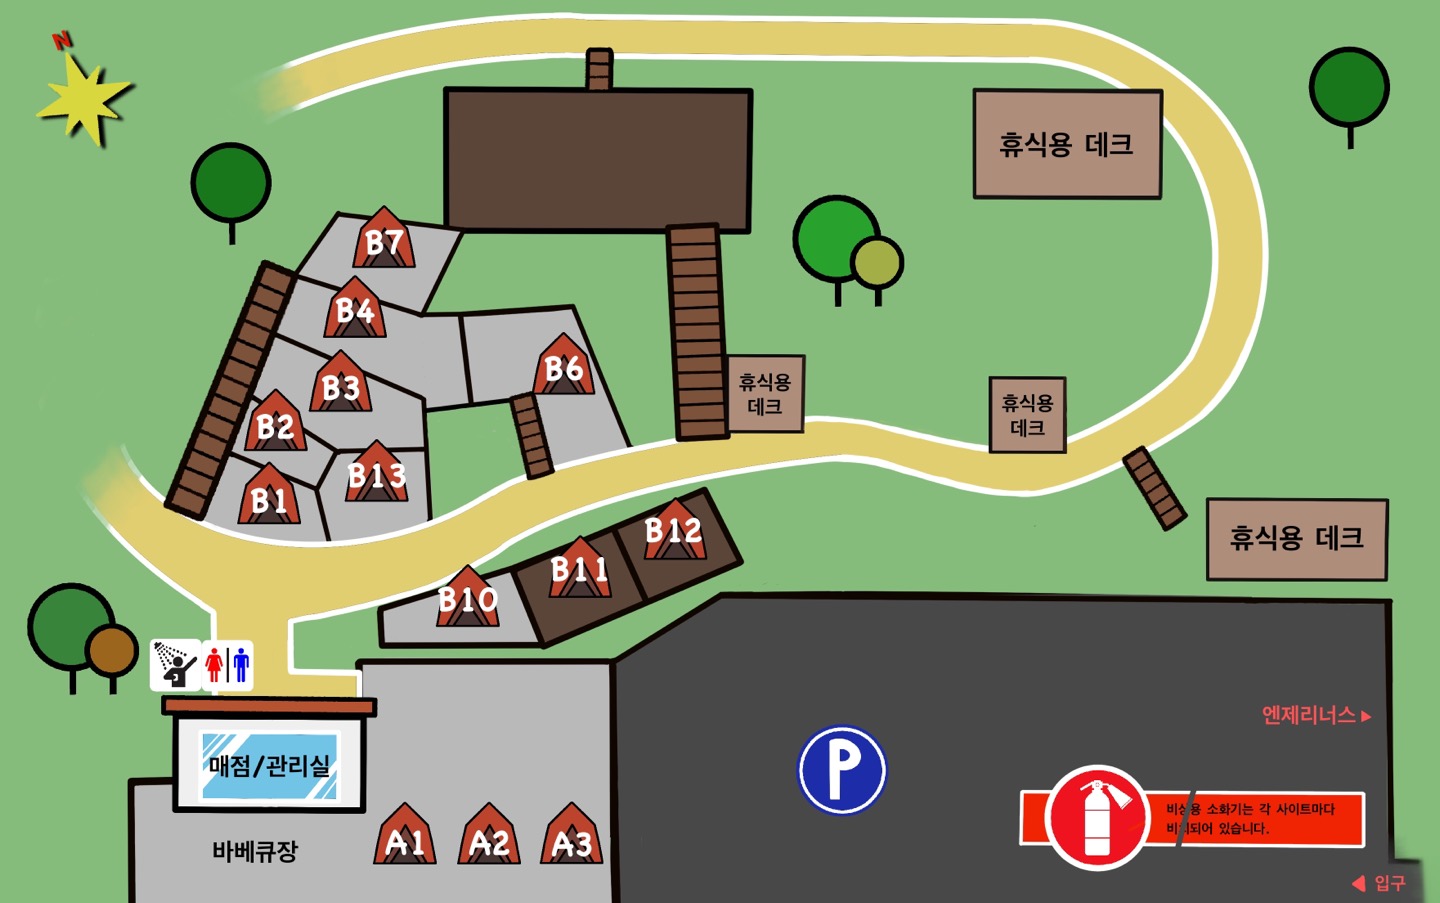 N
휴식용 데크
B7
B4
B6
B3
휴식용
데크
휴식용
데크
B2
B13
B1
B12
휴식용 데크
B11
B10
엔제리너스
매점/관리실
P
비상용 소화기는 각 사이트마다
비치되어 있습니다.
바베큐장
A1 A2 A3
입구